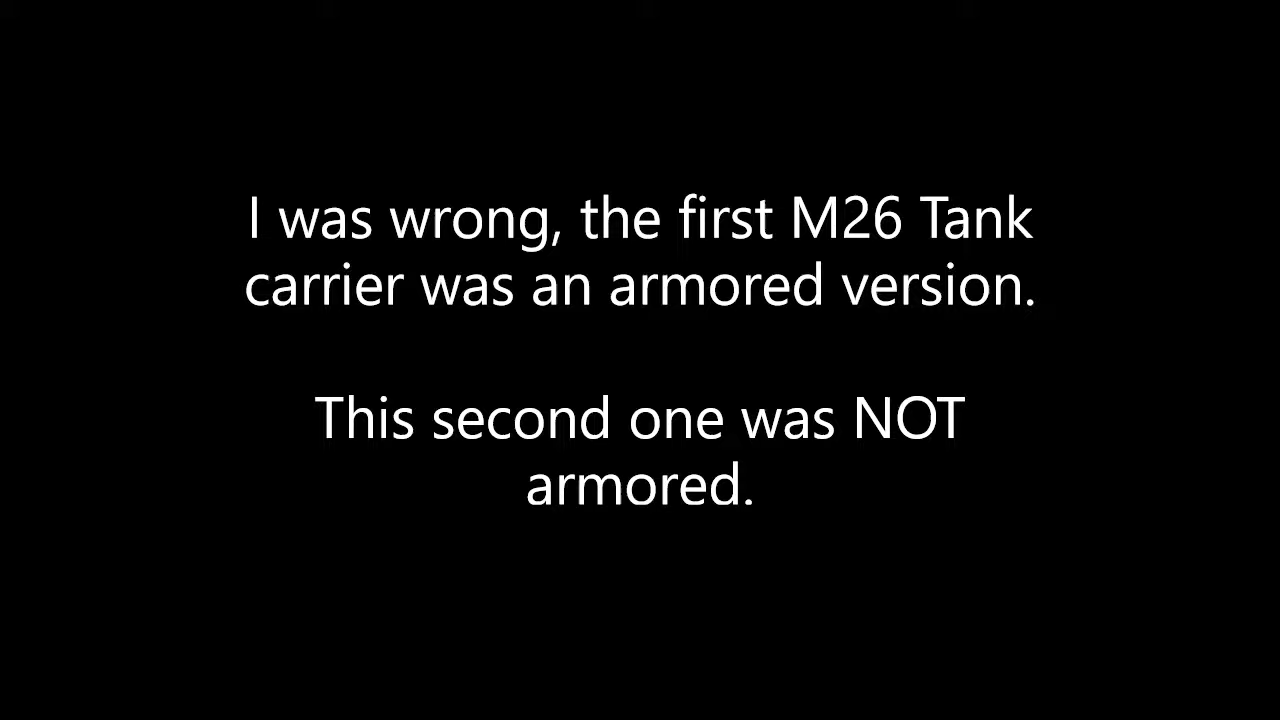 I was wrong, the first M26 Tank
carrier was an armored version.
This second one was NOT
armored.